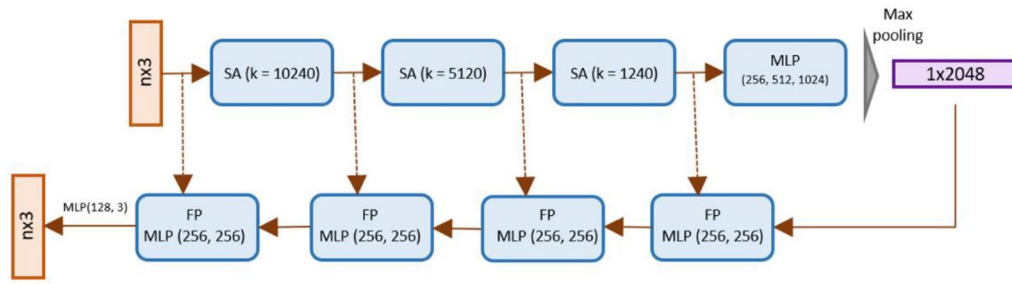 nx3
SA (k = 10240)
SA (k = 5120)
SA (k = 1240)
MLP
(256, 512, 1024)
Max
pooling
1x2048
nx3
MLP(128, 3)
FP
MLP (256, 256)
FP
MLP (256, 256)
FP
MLP (256, 256)
FP
MLP (256, 256)